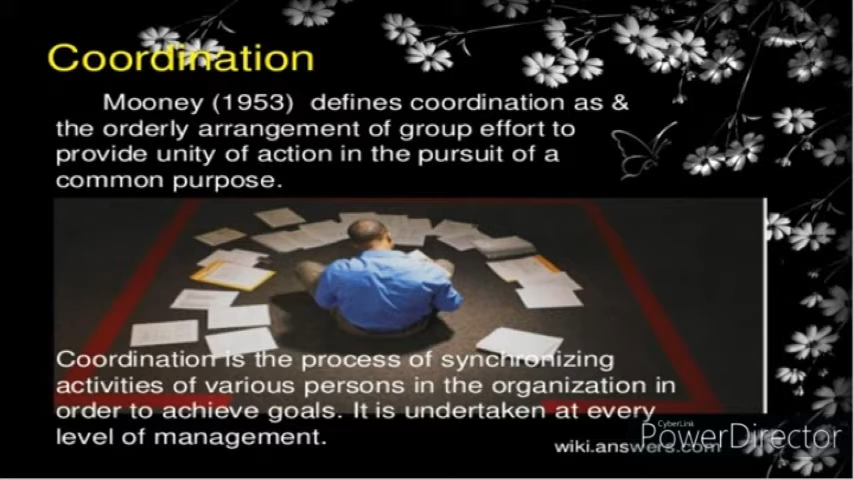 Coordination
Mooney (1953) defines coordination as &
the orderly arrangement of group effort to
provide unity of action in the pursuit of a
common purpose.
Coordination is the process of synchronizing
activities of various persons in the organization in
order to achieve goals. It is undertaken at every
level of management.
wiki.answers.com
CyberLink
PowerDirector